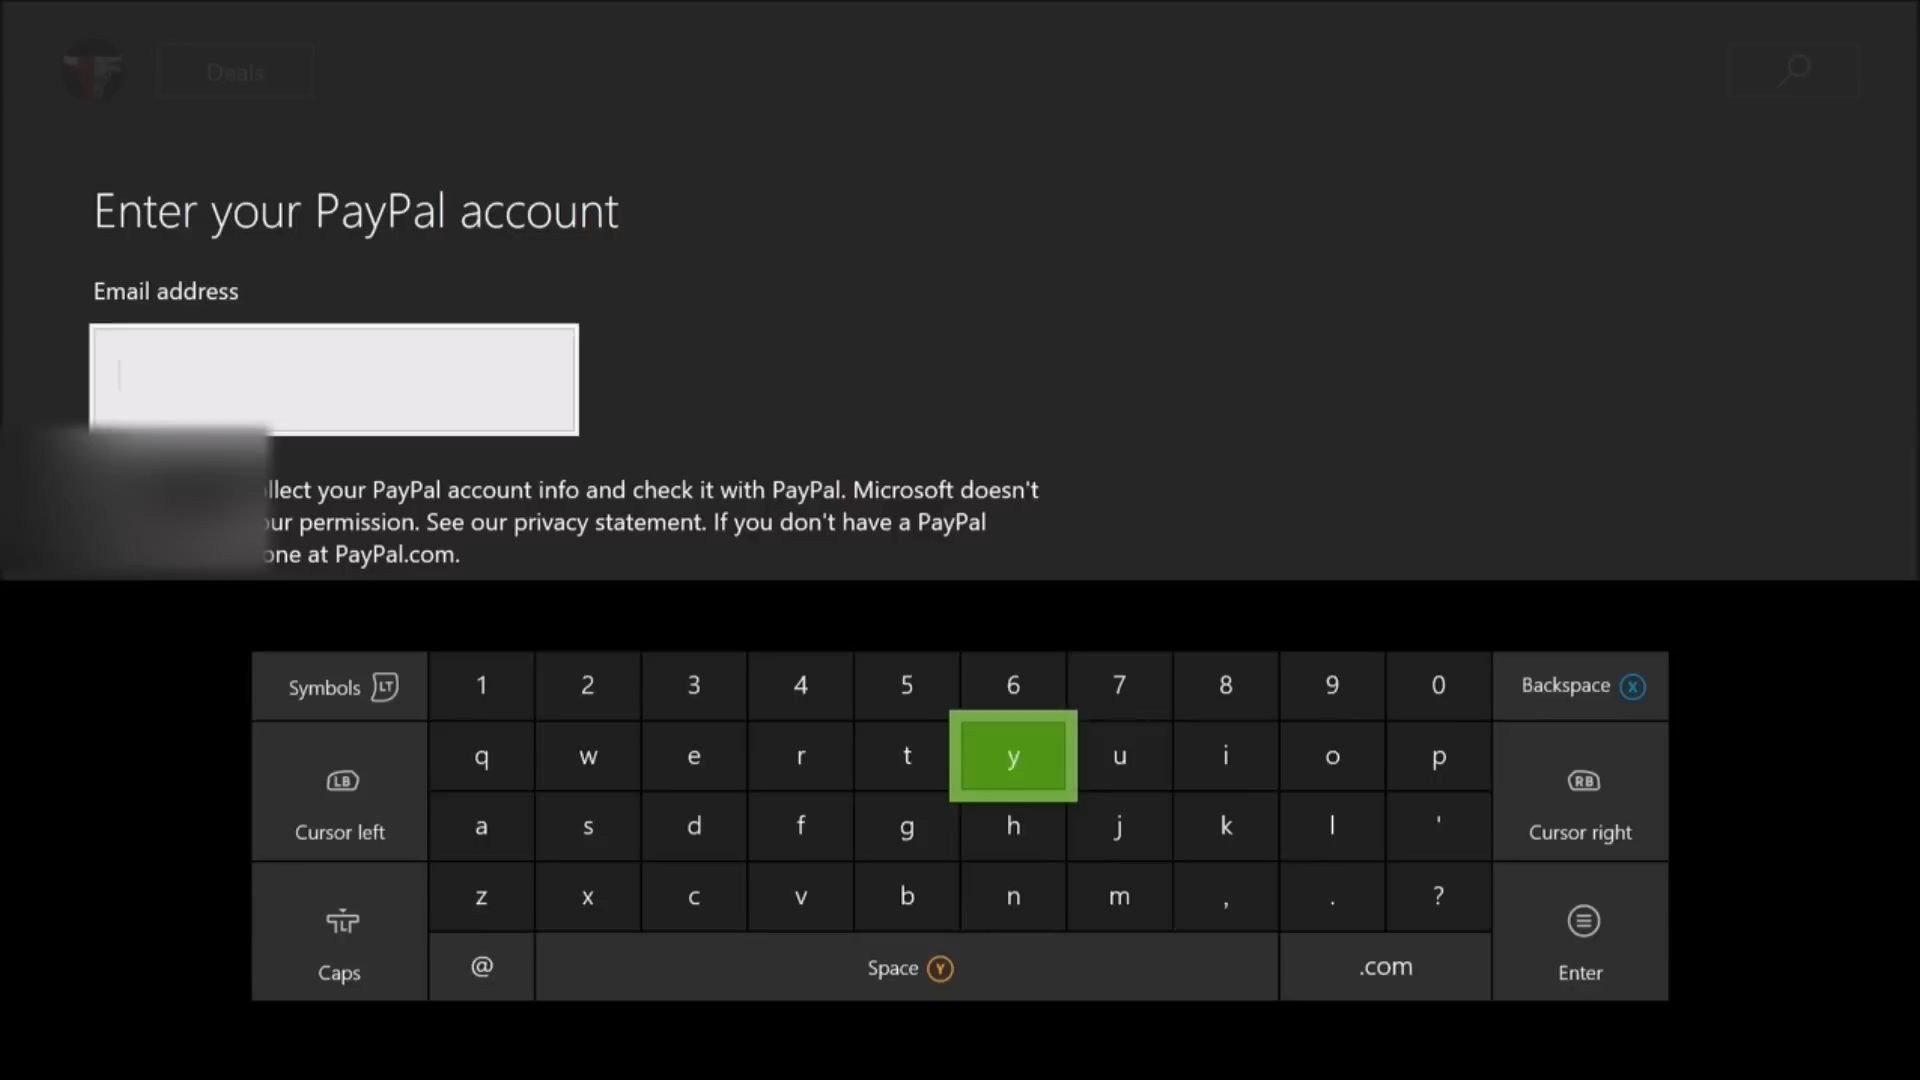 Deals
Enter your PayPal account
Email address
your PayPal account info and check it with PayPal. Microsoft doesn't
permission. See our privacy statement. If you don't have a PayPal
one at PayPal.com.
Symbols LT 1 2 3 4 5 6 7 8 9 0 Backspace X
LB q w e r t y u i o p RB
Cursor left a s d f g h j k l ' Cursor right
z x c v b n m , . ?
Caps @ Space Y .com Enter